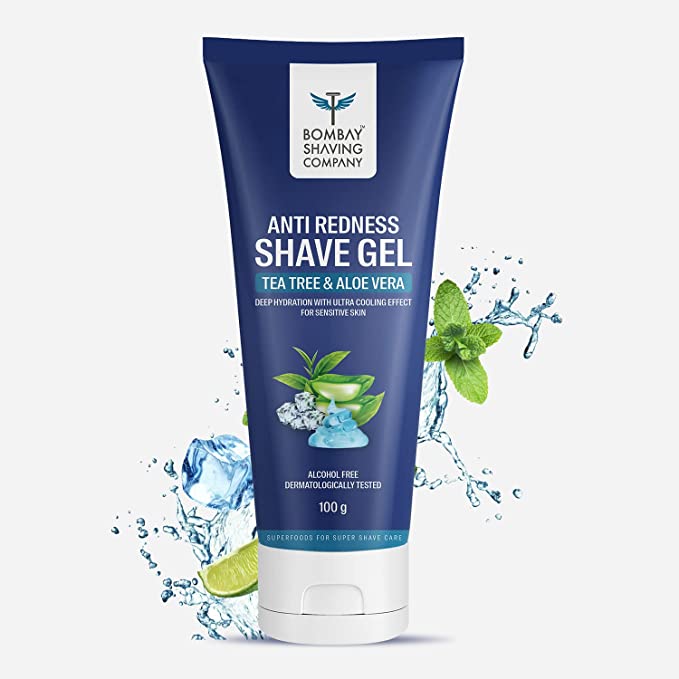 BOMBAY™
SHAVING
COMPANY
ANTI REDNESS
SHAVE GEL
TEA TREE & ALOE VERA
DEEP HYDRATION WITH ULTRA COOLING EFFECT
FOR SENSITIVE SKIN
ALCOHOL FREE
DERMATOLOGICALLY TESTED
100 g
SUPERFOODS FOR SUPER SHAVE CARE